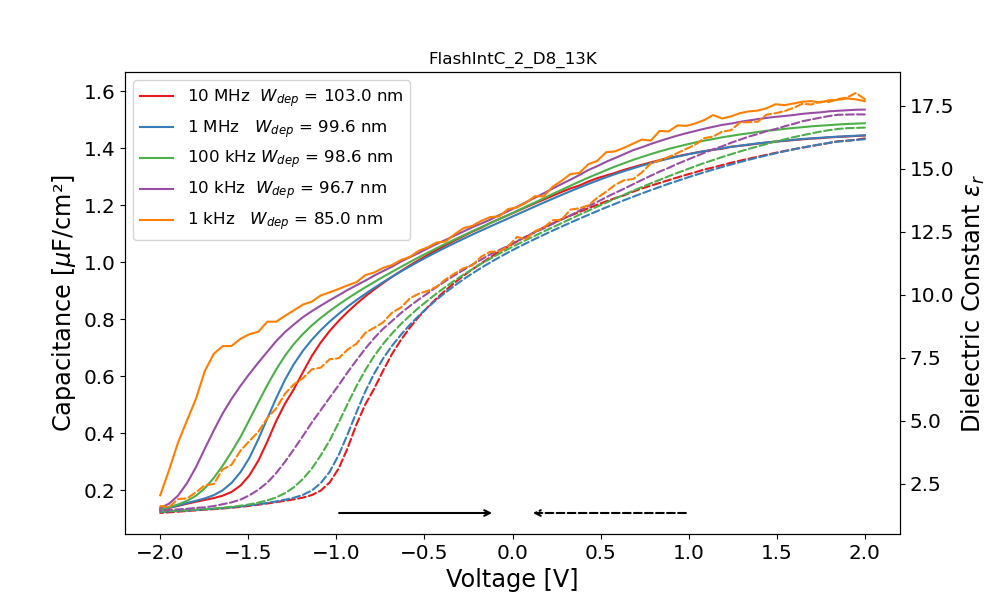 FlashIntC_2_D8_13K
10 MHz W_dep = 103.0 nm
1 MHz W_dep = 99.6 nm
100 kHz W_dep = 98.6 nm
10 kHz W_dep = 96.7 nm
1 kHz W_dep = 85.0 nm
Capacitance [μF/cm²]
1.6
1.4
1.2
1.0
0.8
0.6
0.4
0.2
17.5
15.0
12.5
10.0
7.5
5.0
2.5
Dielectric Constant ε_r
−2.0 −1.5 −1.0 −0.5 0.0 0.5 1.0 1.5 2.0
Voltage [V]